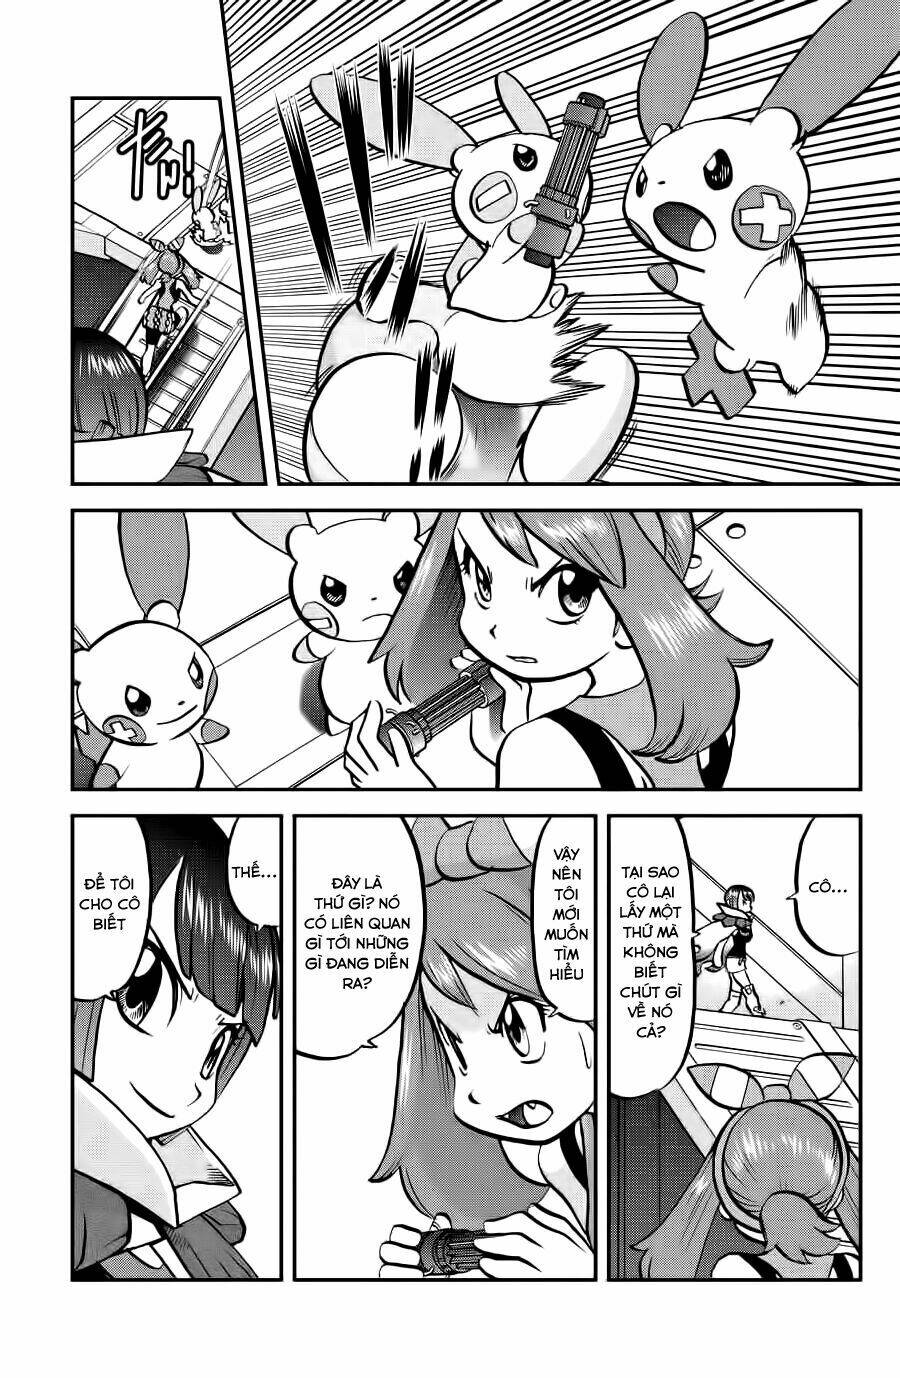 CÔ...
TẠI SAO
CÔ LẠI
LẤY MỘT
THỨ MÀ
KHÔNG
BIẾT
CHÚT GÌ
VỀ NÓ
CẢ?
VẬY
NÊN
TÔI
MỚI
MUỐN
TÌM
HIỂU
ĐÂY LÀ
THỨ GÌ? NÓ
CÓ LIÊN QUAN
GÌ TỚI NHỮNG
GÌ ĐANG DIỄN
RA?
THẾ...
ĐỂ TÔI
CHO CÔ
BIẾT